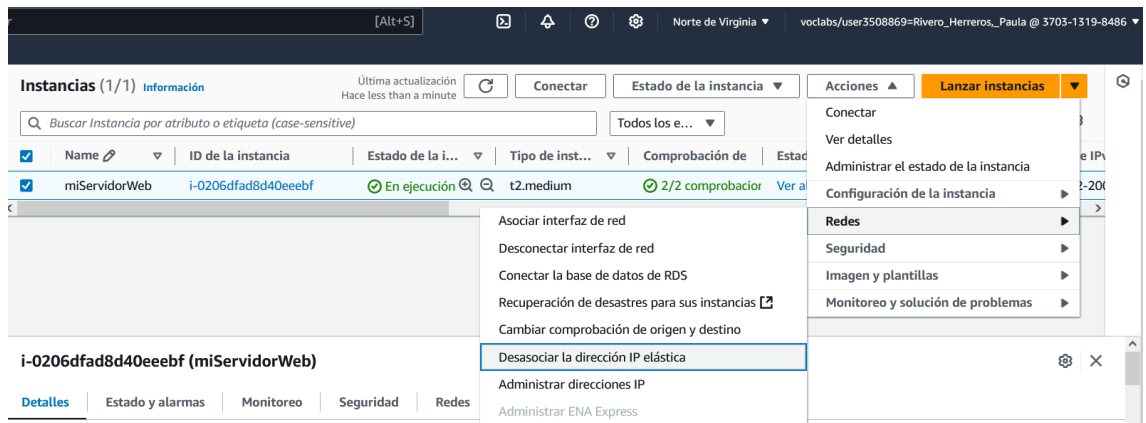 [Alt+S] Norte de Virginia ▼ voclabs/user3508869=Rivero_Herreros,_Paula @ 3703-1319-8486 ▼
Instancias (1/1) Información
Última actualización
Hace less than a minute
Conectar
Estado de la instancia ▼
Acciones ▲
Lanzar instancias ▼
Buscar Instancia por atributo o etiqueta (case-sensitive)
Todos los e... ▼
Name
ID de la instancia
Estado de la i...
Tipo de inst...
Comprobación de
Estad
e IPv
miServidorWeb
i-0206dfad8d40eeebf
En ejecución
t2.medium
2/2 comprobacior
Ver al
2-200
Conectar
Ver detalles
Administrar el estado de la instancia
Configuración de la instancia
Redes
Seguridad
Imagen y plantillas
Monitoreo y solución de problemas
Asociar interfaz de red
Desconectar interfaz de red
Conectar la base de datos de RDS
Recuperación de desastres para sus instancias
Cambiar comprobación de origen y destino
Desasociar la dirección IP elástica
Administrar direcciones IP
Administrar ENA Express
i-0206dfad8d40eeebf (miServidorWeb)
Detalles
Estado y alarmas
Monitoreo
Seguridad
Redes